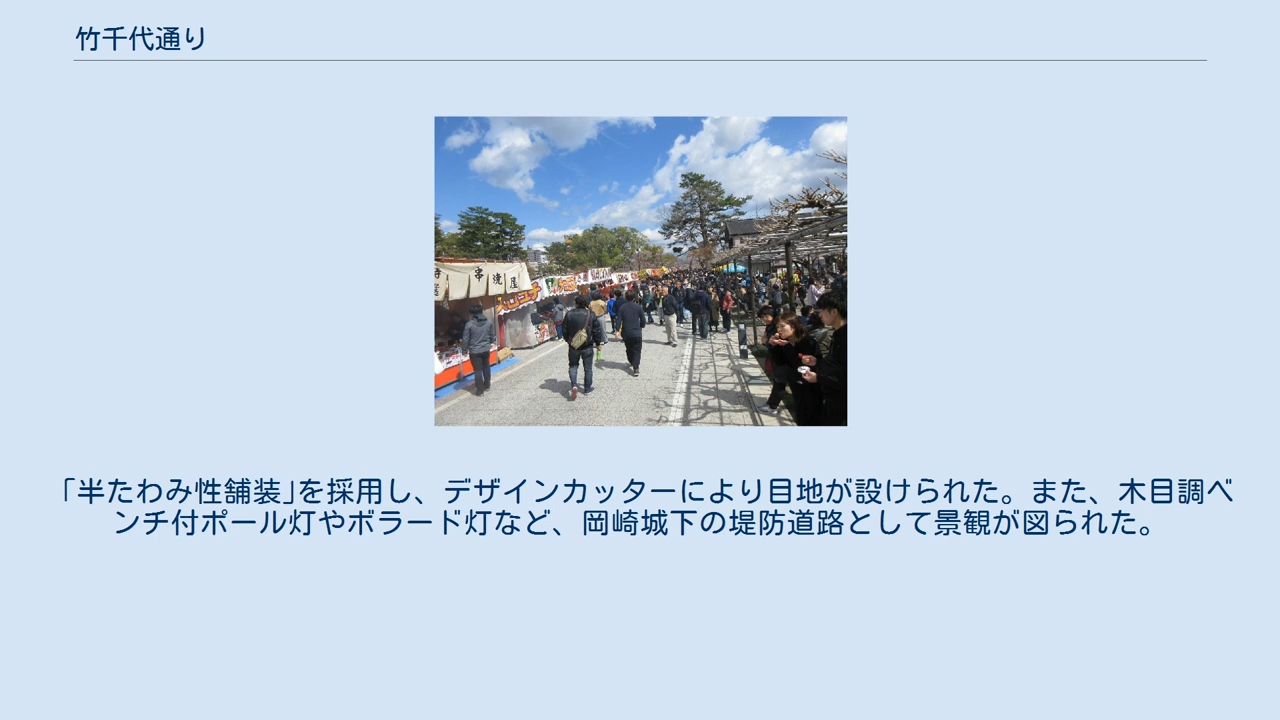 竹千代通り
串焼屋
「半たわみ性舗装」を採用し、デザインカッターにより目地が設けられた。また、木目調ベ
ンチ付ポール灯やボラード灯など、岡崎城下の堤防道路として景観が図られた。